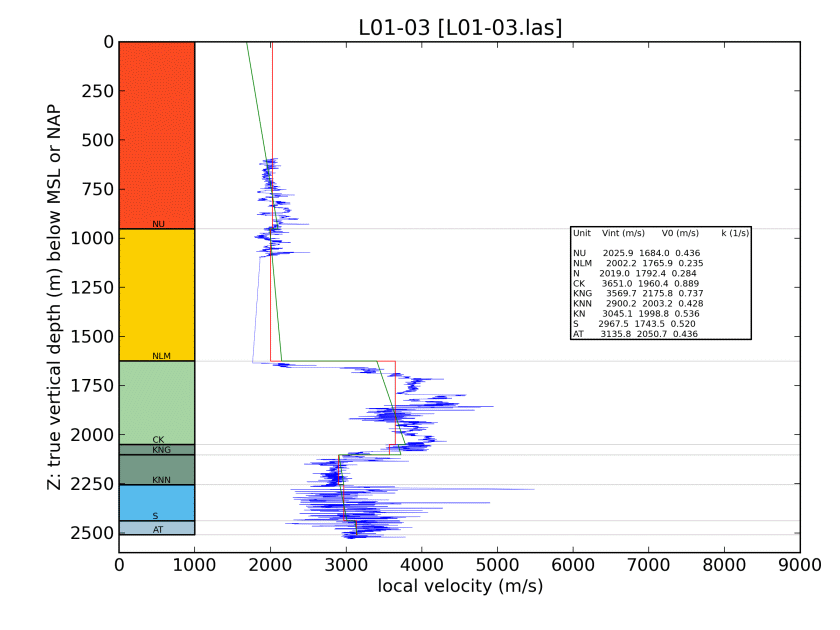 L01-03 [L01-03.las]
Z: true vertical depth (m) below MSL or NAP
0
250
500
750
1000
1250
1500
1750
2000
2250
2500
NU
NLM
CK
KNG
KNN
S
AT
Unit Vint (m/s) V0 (m/s) k (1/s)
NU 2025.9 1684.0 0.436
NLM 2002.2 1765.9 0.235
N 2019.0 1792.4 0.284
CK 3651.0 1960.4 0.889
KNG 3569.7 2175.8 0.737
KNN 2900.2 2003.2 0.428
KN 3045.1 1998.8 0.536
S 2967.5 1743.5 0.520
AT 3135.8 2050.7 0.436
0 1000 2000 3000 4000 5000 6000 7000 8000 9000
local velocity (m/s)